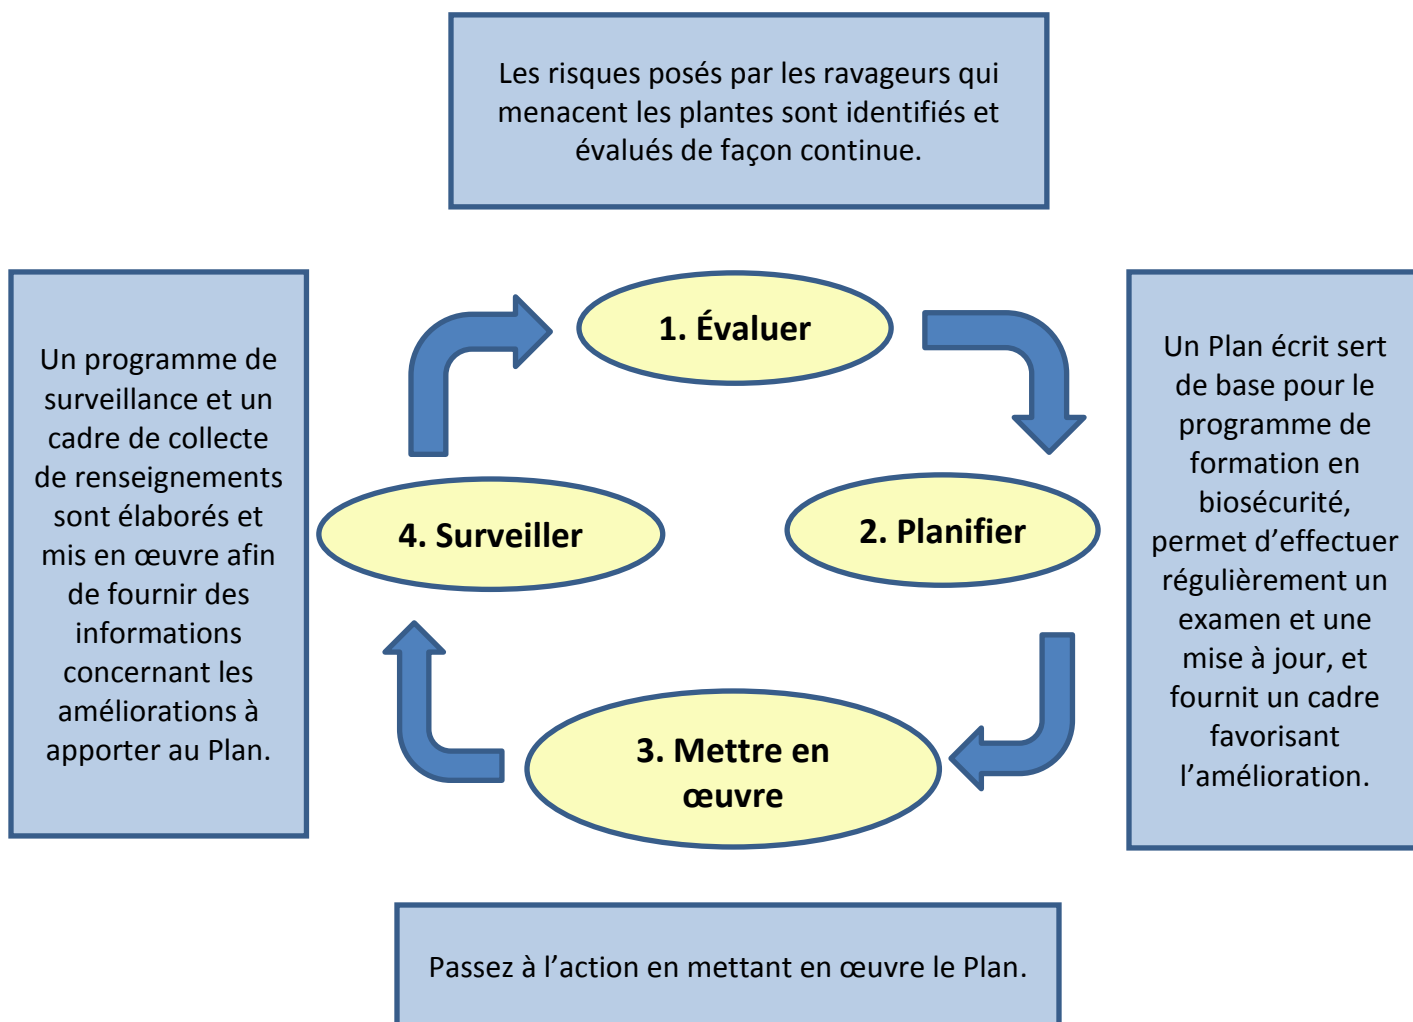 Les risques posés par les ravageurs qui
menacent les plantes sont identifiés et
évalués de façon continue.
1. Évaluer
Un Plan écrit sert
de base pour le
programme de
formation en
biosécurité,
permet d’effectuer
régulièrement un
examen et une
mise à jour, et
fournit un cadre
favorisant
l’amélioration.
2. Planifier
3. Mettre en
œuvre
Passez à l’action en mettant en œuvre le Plan.
4. Surveiller
Un programme de
surveillance et un
cadre de collecte
de renseignements
sont élaborés et
mis en œuvre afin
de fournir des
informations
concernant les
améliorations à
apporter au Plan.